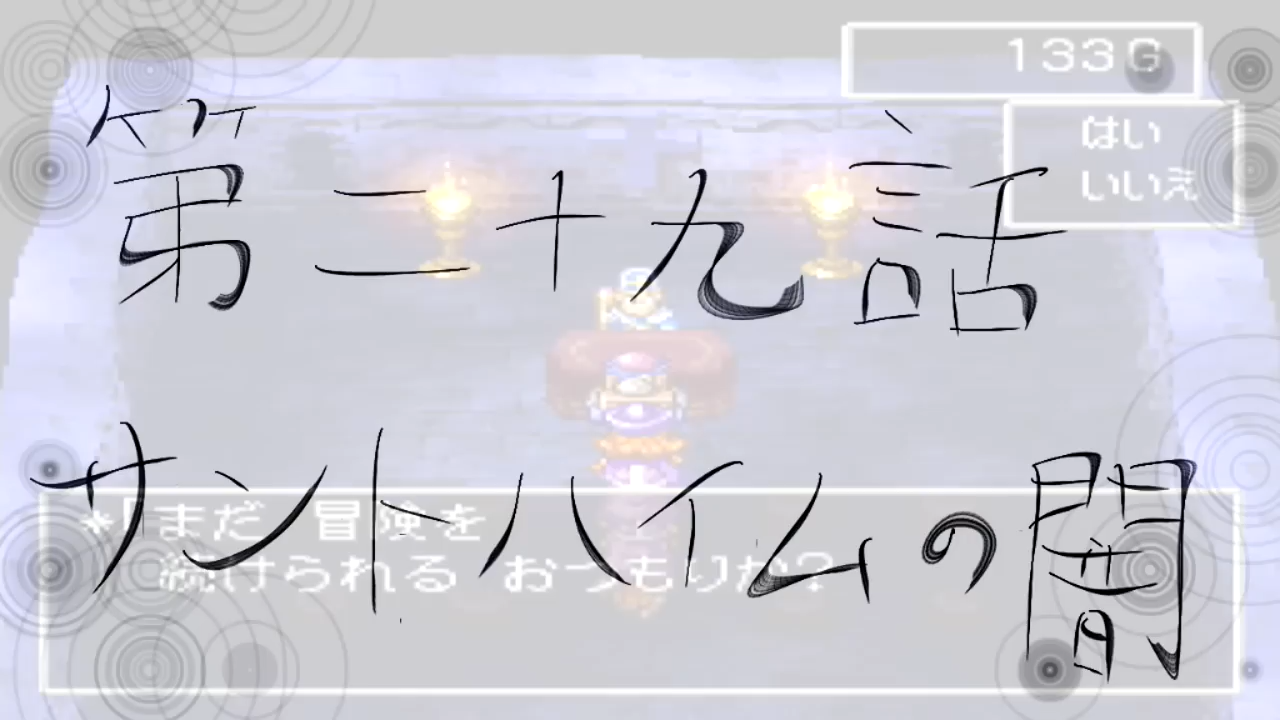 133G
はい
いいえ
第二十九話
サントハイムの闇
*「まだ 冒険を
続けられる おつもりか?